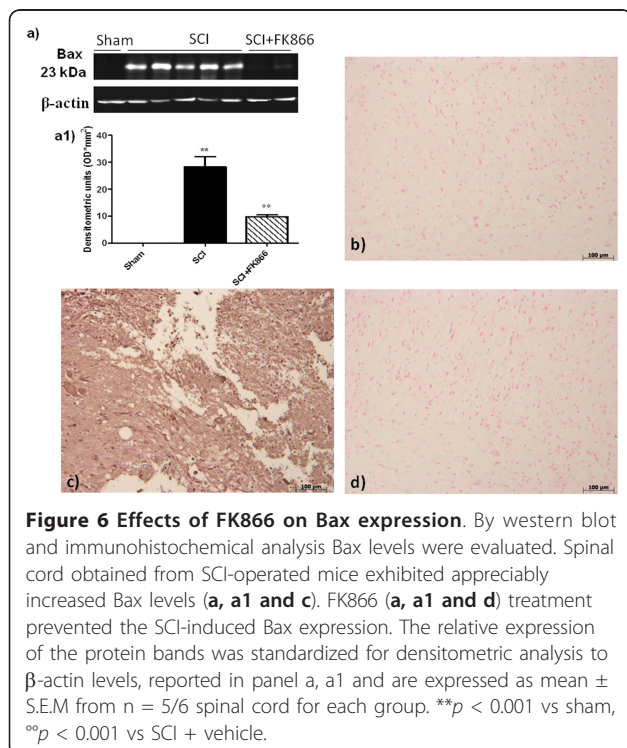 a)
Sham SCI SCI+FK866
Bax
23 kDa
β-actin
a1)
Densitometric units (OD*mm²)
40
30
20
10
0
**
°°
Sham
SCI
SCI+FK866
b)
100 µm
c)
100 µm
d)
100 µm
Figure 6 Effects of FK866 on Bax expression. By western blot
and immunohistochemical analysis Bax levels were evaluated. Spinal
cord obtained from SCI-operated mice exhibited appreciably
increased Bax levels (a, a1 and c). FK866 (a, a1 and d) treatment
prevented the SCI-induced Bax expression. The relative expression
of the protein bands was standardized for densitometric analysis to
β-actin levels, reported in panel a, a1 and are expressed as mean ±
S.E.M from n = 5/6 spinal cord for each group. **p < 0.001 vs sham,
°°p < 0.001 vs SCI + vehicle.